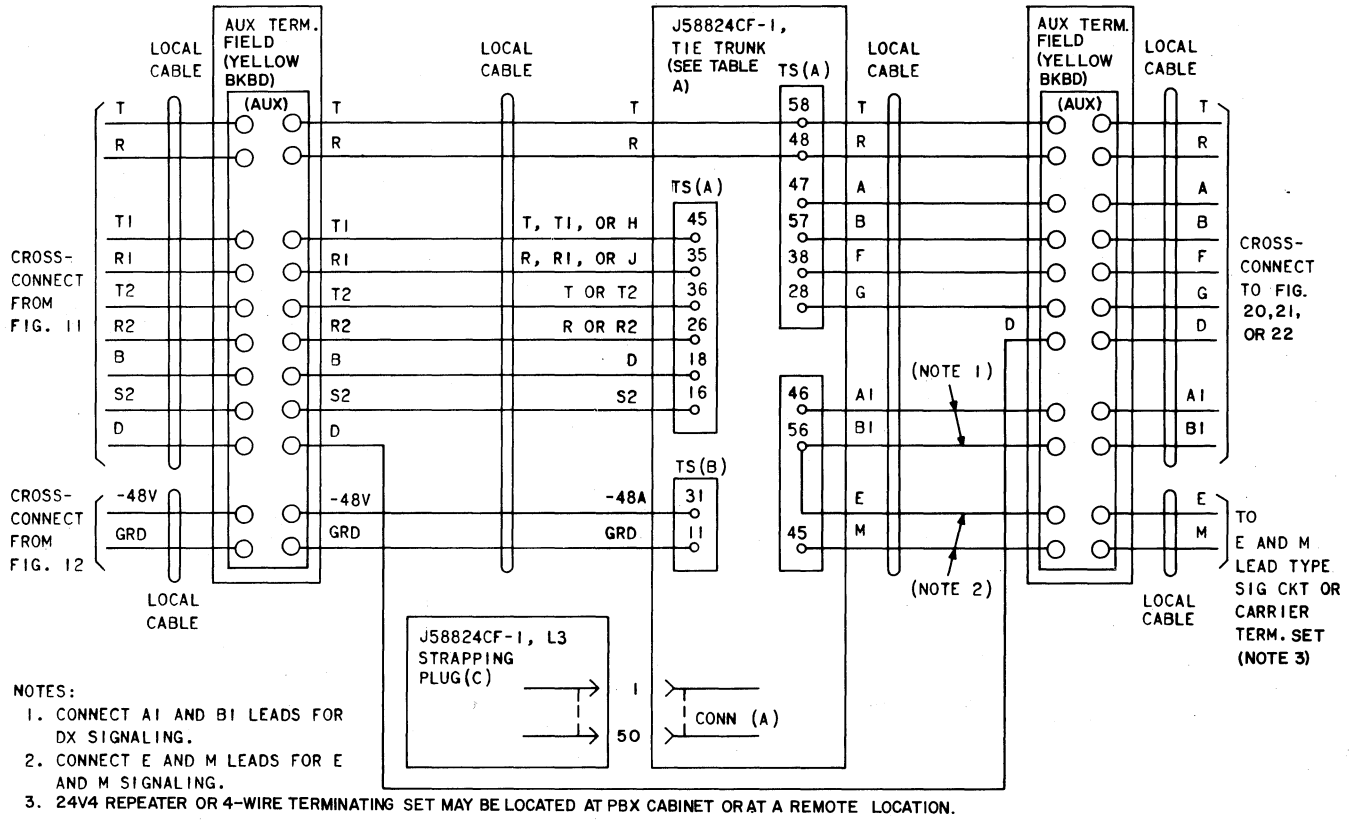 AUX TERM.
FIELD
(YELLOW
BKBD)
(AUX)
LOCAL
CABLE
LOCAL
CABLE
J58824CF-1,
TIE TRUNK
(SEE TABLE
A)
TS(A)
LOCAL
CABLE
AUX TERM.
FIELD
(YELLOW
BKBD)
(AUX)
LOCAL
CABLE
T T T 58 T T
R R R 48 R R
47 A A
TS(A)
T1 T1 T, T1, OR H 45 57 B B
R1 R1 R, R1, OR J 35 38 F F
T2 T2 T OR T2 36 28 G G
R2 R2 R OR R2 26 D D
B B D 18
S2 S2 S2 16 46 A1 A1
D D 56 B1 B1
(NOTE 1)
CROSS-
CONNECT
FROM
FIG. 11
CROSS-
CONNECT
TO FIG.
20,21,
OR 22
TS(B)
-48V -48V -48A 31 E E
GRD GRD GRD 11 45 M M
CROSS-
CONNECT
FROM
FIG. 12
(NOTE 2)
TO
E AND M
LEAD TYPE
SIG CKT OR
CARRIER
TERM. SET
(NOTE 3)
LOCAL
CABLE
LOCAL
CABLE
J58824CF-1, L3
STRAPPING
PLUG(C)
1
50
CONN (A)
NOTES:
1. CONNECT A1 AND B1 LEADS FOR
DX SIGNALING.
2. CONNECT E AND M LEADS FOR E
AND M SIGNALING.
3. 24V4 REPEATER OR 4-WIRE TERMINATING SET MAY BE LOCATED AT PBX CABINET OR AT A REMOTE LOCATION.